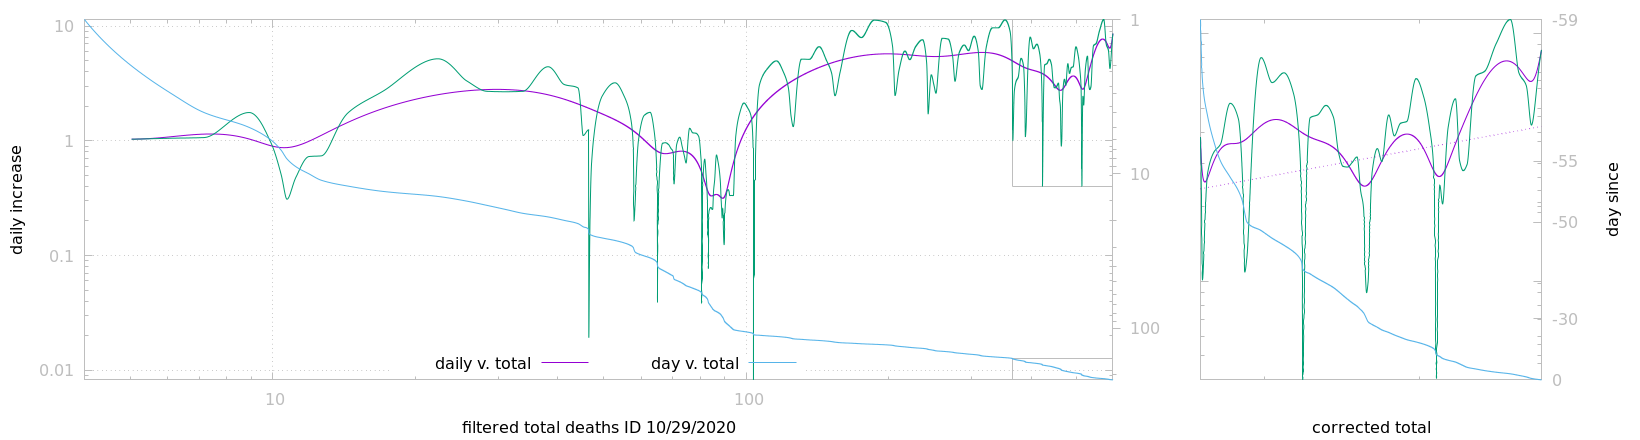 daily increase
10
1
0.1
0.01
10
100
filtered total deaths ID 10/29/2020
daily v. total
day v. total
1
10
100
-59
-55
-50
-30
0
day since
corrected total